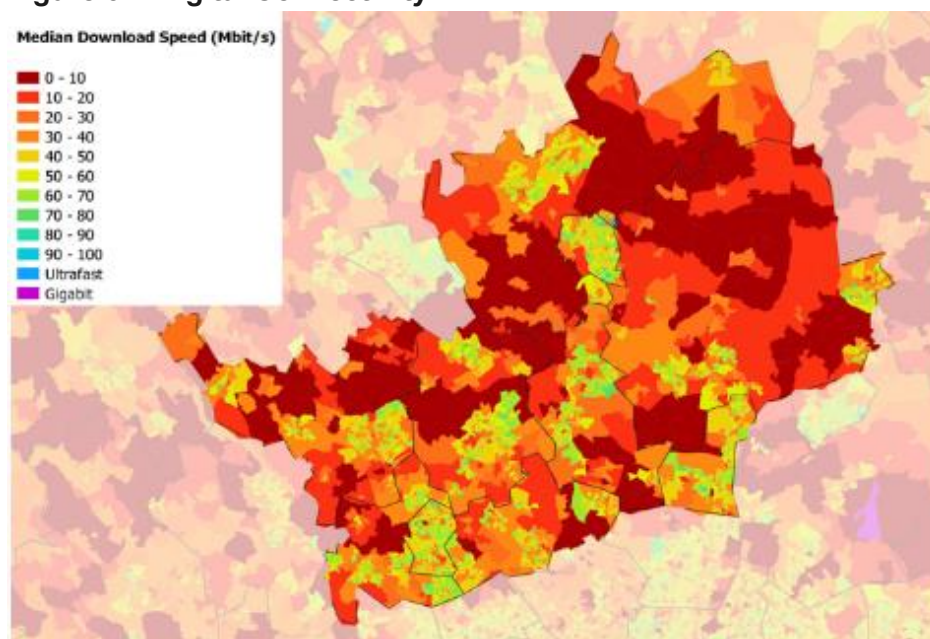 Median Download Speed (Mbit/s)
0 - 10
10 - 20
20 - 30
30 - 40
40 - 50
50 - 60
60 - 70
70 - 80
80 - 90
90 - 100
Ultrafast
Gigabit